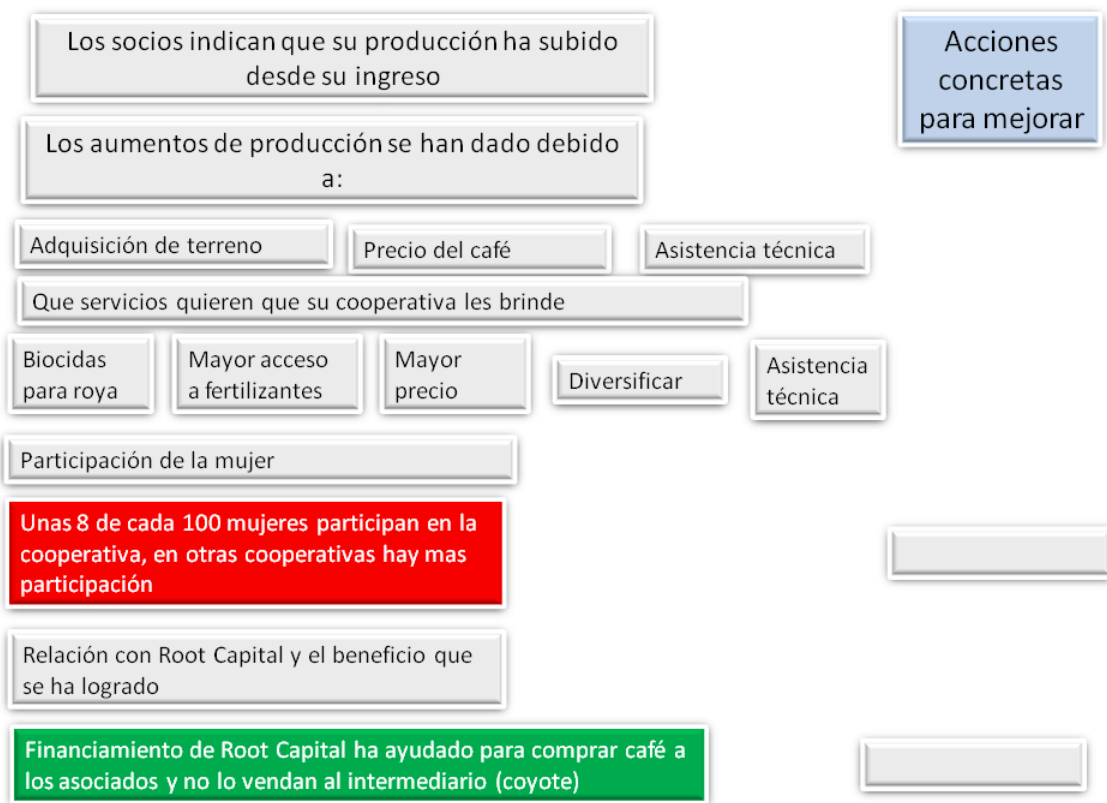 Los socios indican que su producción ha subido
desde su ingreso
Acciones
concretas
para mejorar
Los aumentos de producción se han dado debido
a:
Adquisición de terreno
Precio del café
Asistencia técnica
Que servicios quieren que su cooperativa les brinde
Biocidas
para roya
Mayor acceso
a fertilizantes
Mayor
precio
Diversificar
Asistencia
técnica
Participación de la mujer
Unas 8 de cada 100 mujeres participan en la
cooperativa, en otras cooperativas hay mas
participación
Relación con Root Capital y el beneficio que
se ha logrado
Financiamiento de Root Capital ha ayudado para comprar café a
los asociados y no lo vendan al intermediario (coyote)